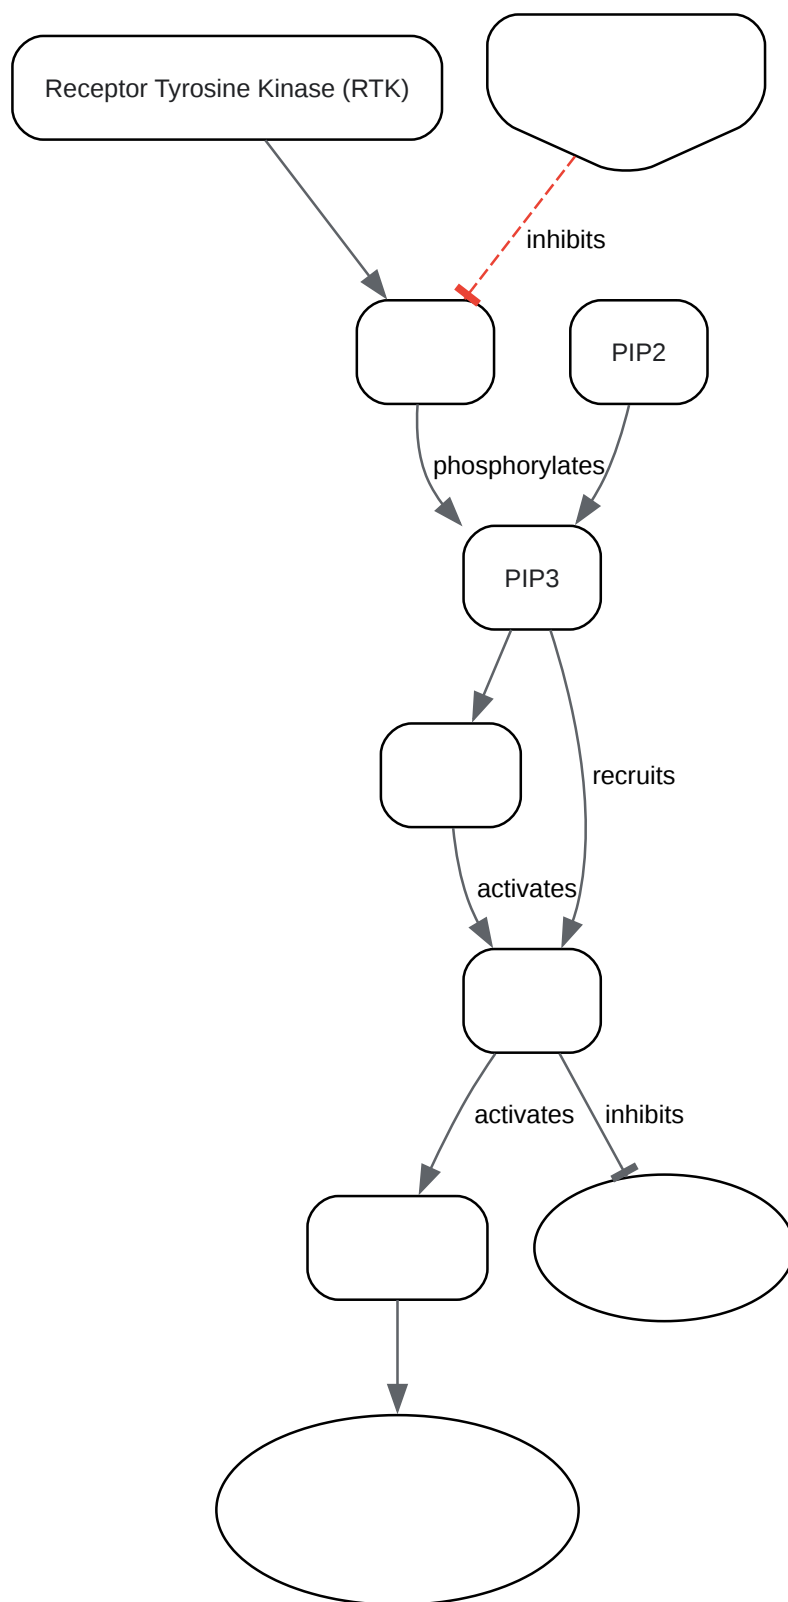 Receptor Tyrosine Kinase (RTK)
inhibits
PIP2
phosphorylates
PIP3
recruits
activates
activates
inhibits